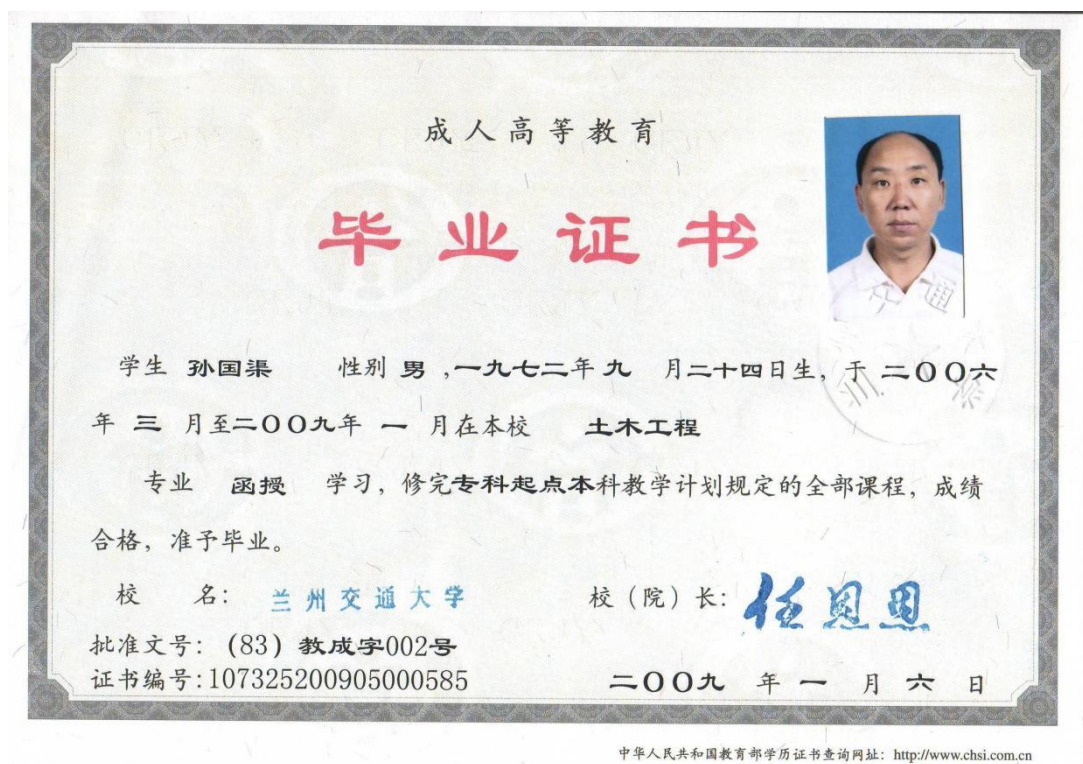 成人高等教育
毕业证书
学生 孙国渠 性别 男 ,一九七二年 九 月二十四日生，于 二〇〇六
年 三 月至二〇〇九年 一 月在本校 土木工程
专业 函授 学习，修完专科起点本科教学计划规定的全部课程，成绩
合格，准予毕业。
校 名： 兰州交通大学 校（院）长：任恩恩
批准文号：(83) 教成字002号
证书编号:107325200905000585 二〇〇九 年 一 月 六 日
中华人民共和国教育部学历证书查询网址：http://www.chsi.com.cn